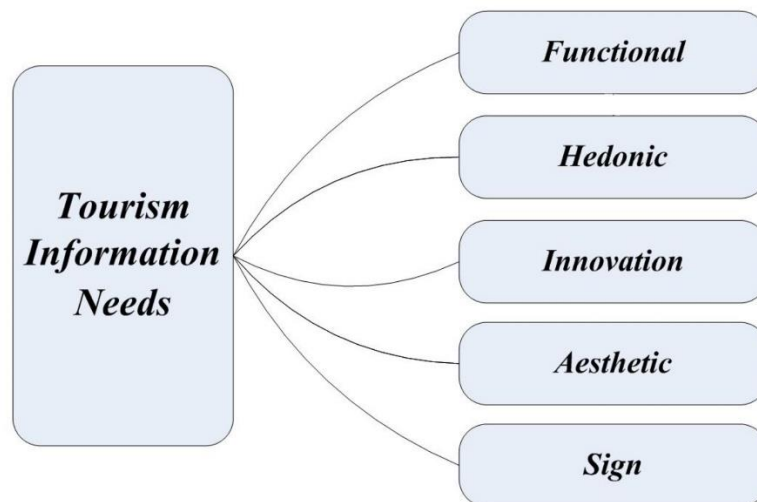 Tourism
Information
Needs
Functional
Hedonic
Innovation
Aesthetic
Sign